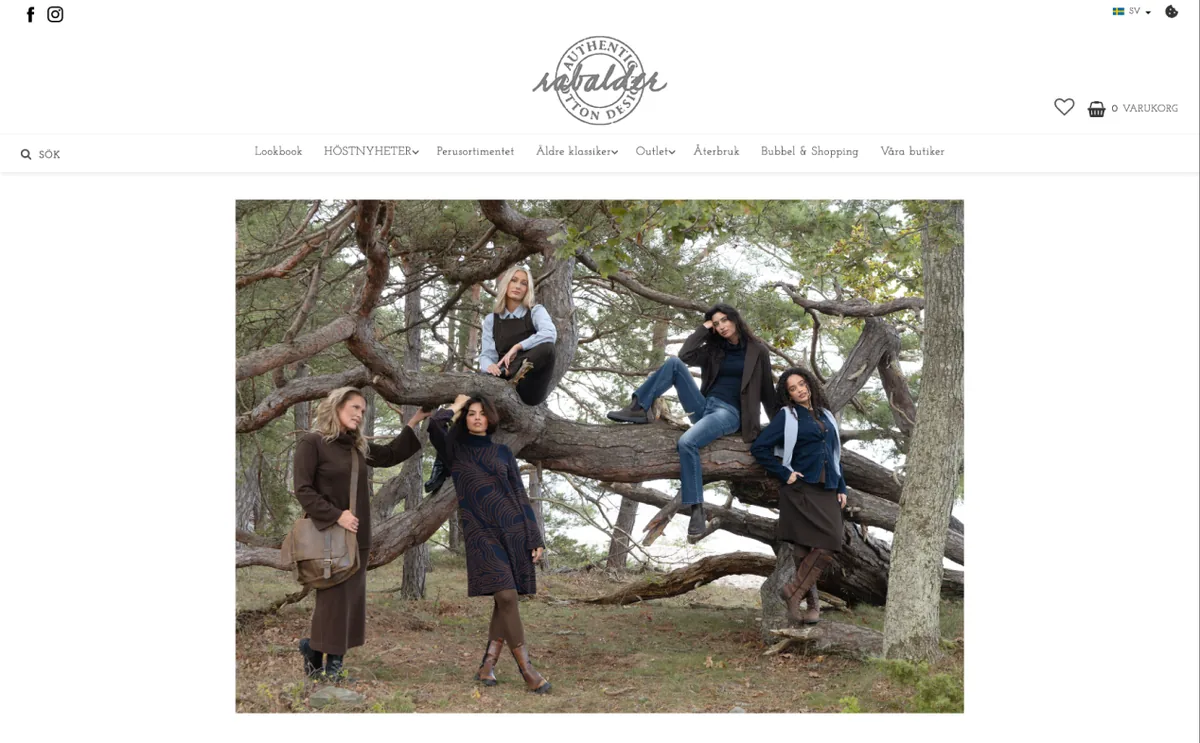 SV
AUTHENTIC
rabalder
COTTON DESIGN
0 VARUKORG
SÖK
Lookbook HÖSTNYHETER Perusortimentet Äldre klassiker Outlet Återbruk Bubbel & Shopping Våra butiker